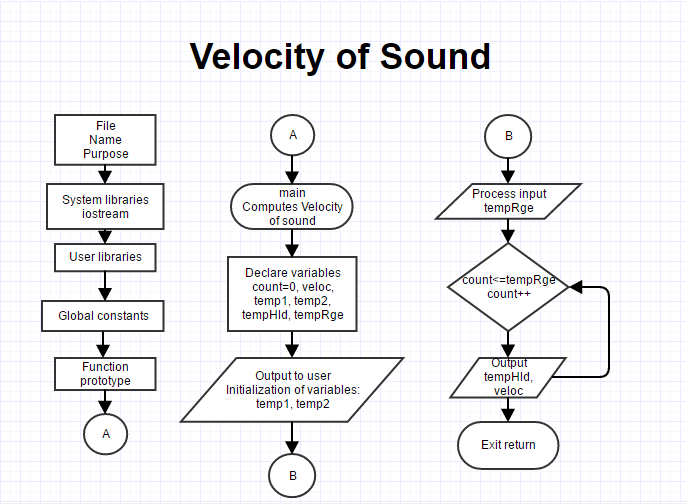 Velocity of Sound
File
Name
Purpose
System libraries
iostream
User libraries
Global constants
Function
prototype
A
A
main
Computes Velocity
of sound
Declare variables
count=0, veloc,
temp1, temp2,
tempHld, tempRge
Output to user
Initialization of variables:
temp1, temp2
B
B
Process input
tempRge
count<=tempRge
count++
Output
tempHld,
veloc
Exit return